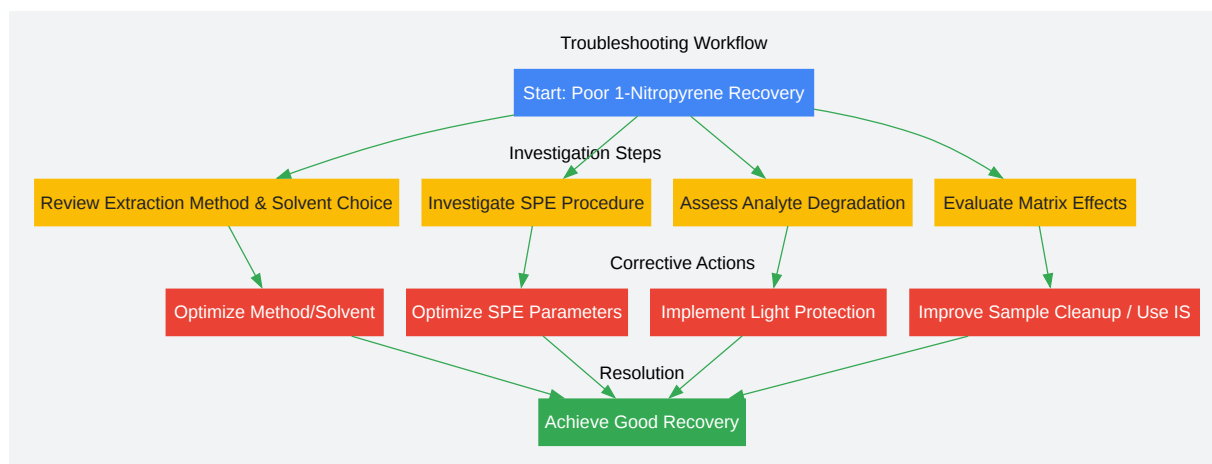 Troubleshooting Workflow
Start: Poor 1-Nitropyrene Recovery
Investigation Steps
Review Extraction Method & Solvent Choice
Investigate SPE Procedure
Assess Analyte Degradation
Evaluate Matrix Effects
Corrective Actions
Optimize Method/Solvent
Optimize SPE Parameters
Implement Light Protection
Improve Sample Cleanup / Use IS
Resolution
Achieve Good Recovery